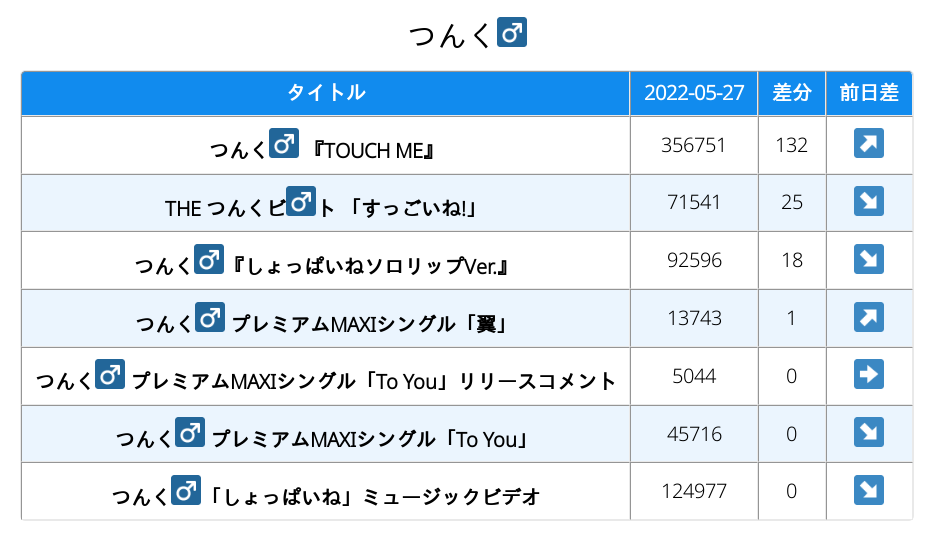 つんく♂
タイトル 2022-05-27 差分 前日差
つんく♂ 『TOUCH ME』 356751 132 ↗
THE つんくビ♂ト 「すっごいね!」 71541 25 ↘
つんく♂『しょっぱいねソロリップVer.』 92596 18 ↘
つんく♂ プレミアムMAXIシングル「翼」 13743 1 ↗
つんく♂ プレミアムMAXIシングル「To You」リリースコメント 5044 0 ➡
つんく♂ プレミアムMAXIシングル「To You」 45716 0 ↘
つんく♂「しょっぱいね」ミュージックビデオ 124977 0 ↘